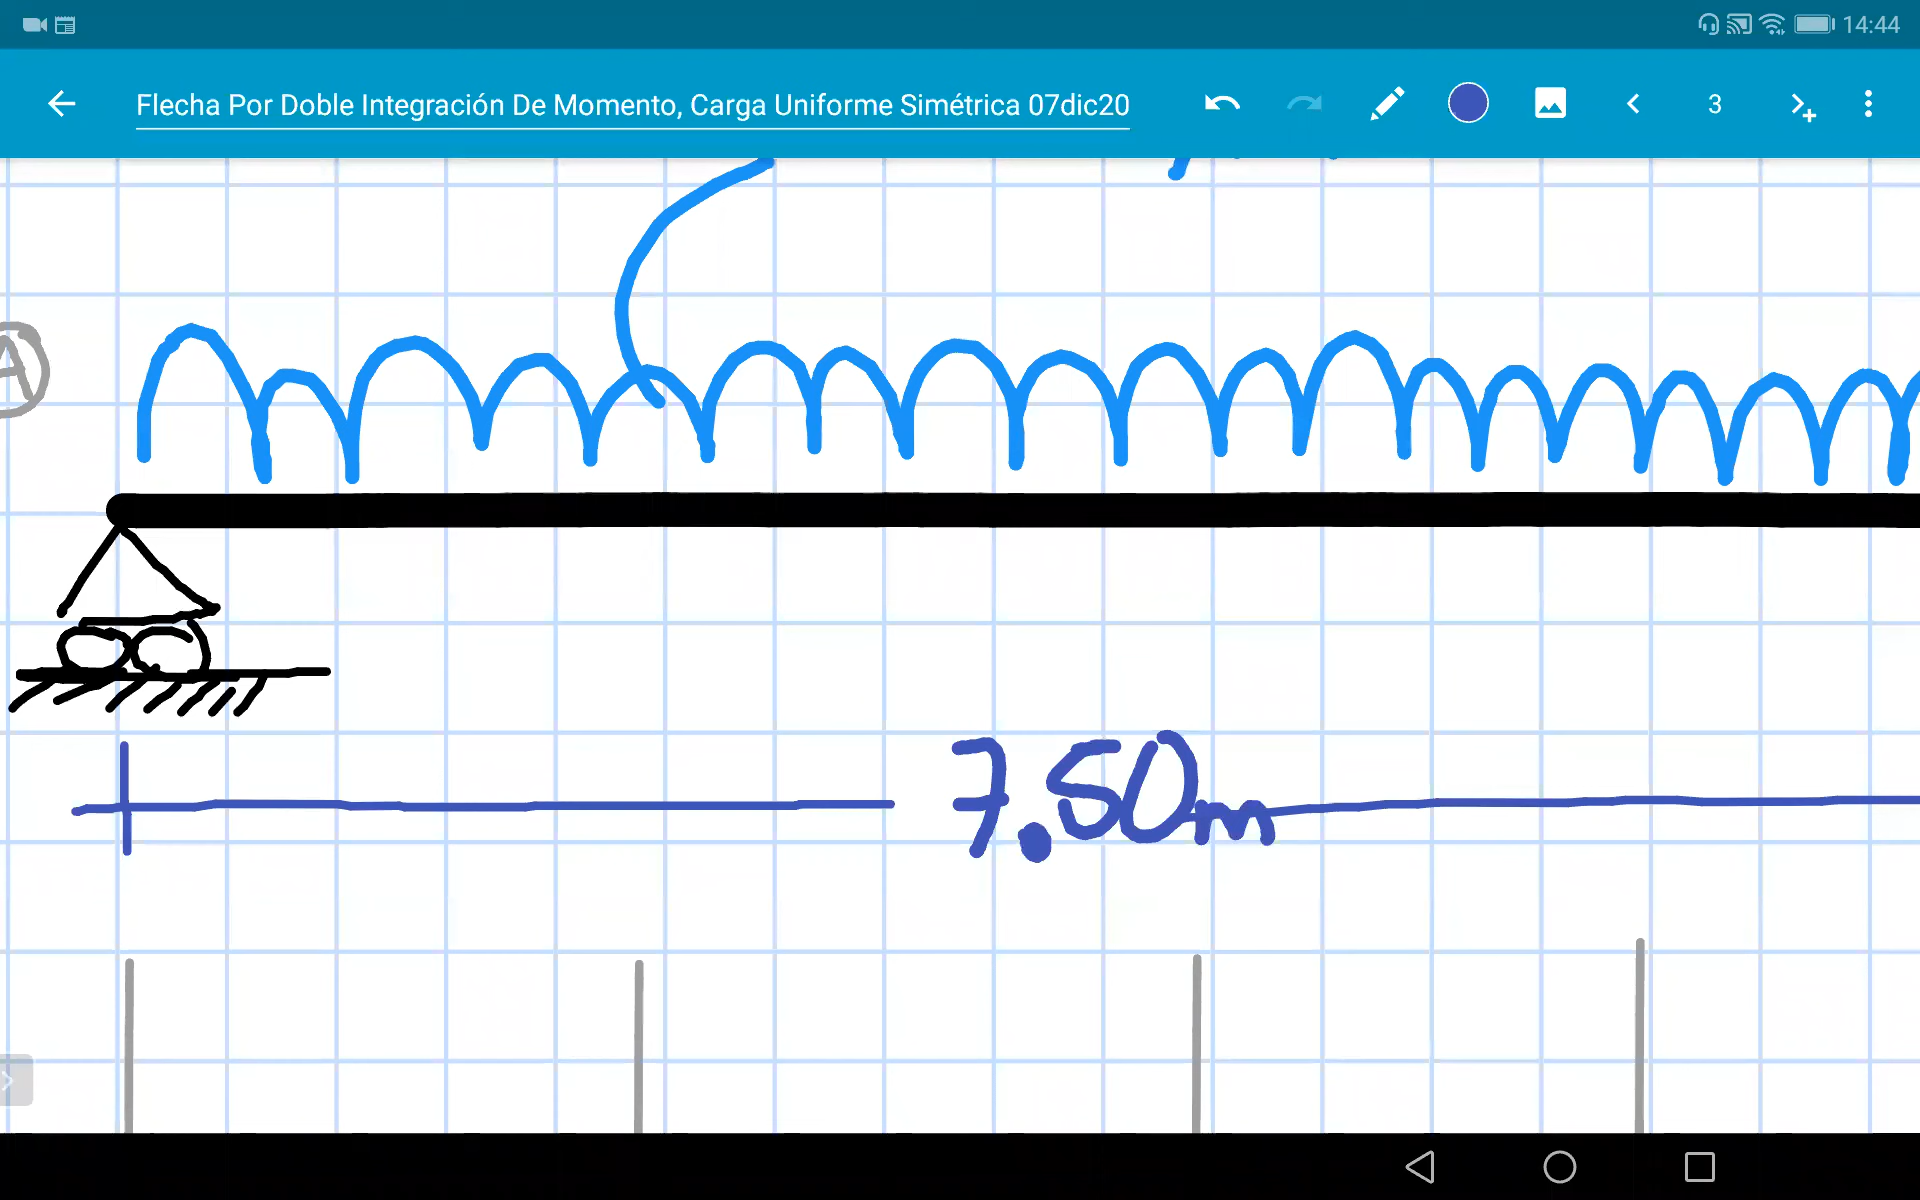 14:44
Flecha Por Doble Integración De Momento, Carga Uniforme Simétrica 07dic20
3
A
7.50m